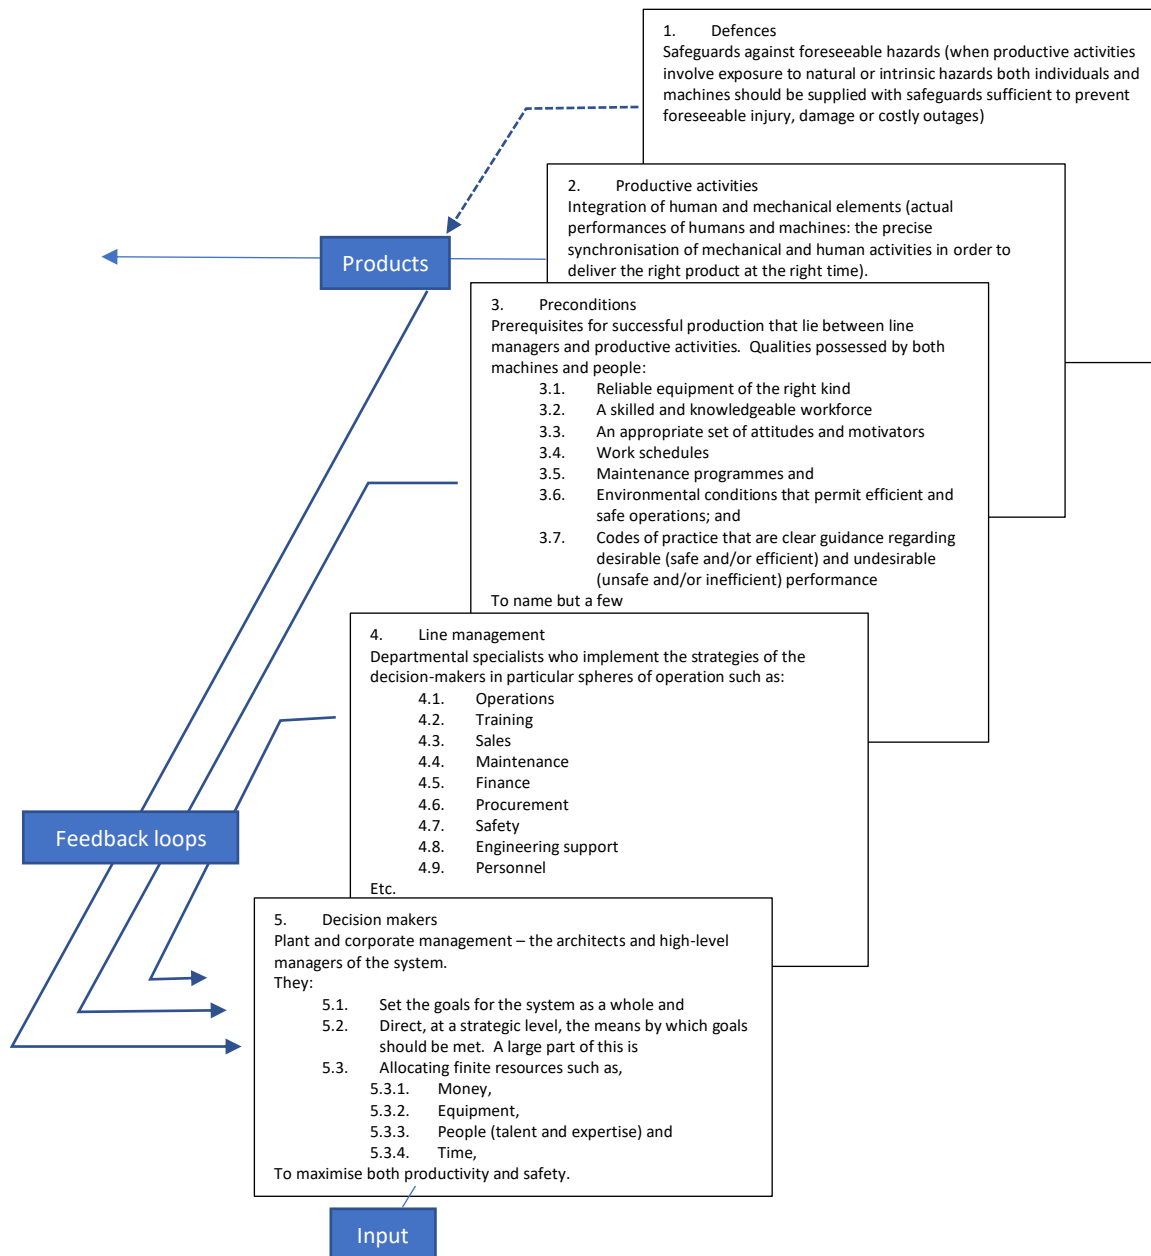 1. Defences
Safeguards against foreseeable hazards (when productive activities
involve exposure to natural or intrinsic hazards both individuals and
machines should be supplied with safeguards sufficient to prevent
foreseeable injury, damage or costly outages)
2. Productive activities
Integration of human and mechanical elements (actual
performances of humans and machines: the precise
synchronisation of mechanical and human activities in order to
deliver the right product at the right time).
Products
3. Preconditions
Prerequisites for successful production that lie between line
managers and productive activities. Qualities possessed by both
machines and people:
3.1. Reliable equipment of the right kind
3.2. A skilled and knowledgeable workforce
3.3. An appropriate set of attitudes and motivators
3.4. Work schedules
3.5. Maintenance programmes and
3.6. Environmental conditions that permit efficient and
safe operations; and
3.7. Codes of practice that are clear guidance regarding
desirable (safe and/or efficient) and undesirable
(unsafe and/or inefficient) performance
To name but a few
4. Line management
Departmental specialists who implement the strategies of the
decision-makers in particular spheres of operation such as:
4.1. Operations
4.2. Training
4.3. Sales
4.4. Maintenance
4.5. Finance
4.6. Procurement
4.7. Safety
4.8. Engineering support
4.9. Personnel
Etc.
Feedback loops
5. Decision makers
Plant and corporate management – the architects and high-level
managers of the system.
They:
5.1. Set the goals for the system as a whole and
5.2. Direct, at a strategic level, the means by which goals
should be met. A large part of this is
5.3. Allocating finite resources such as,
5.3.1. Money,
5.3.2. Equipment,
5.3.3. People (talent and expertise) and
5.3.4. Time,
To maximise both productivity and safety.
Input